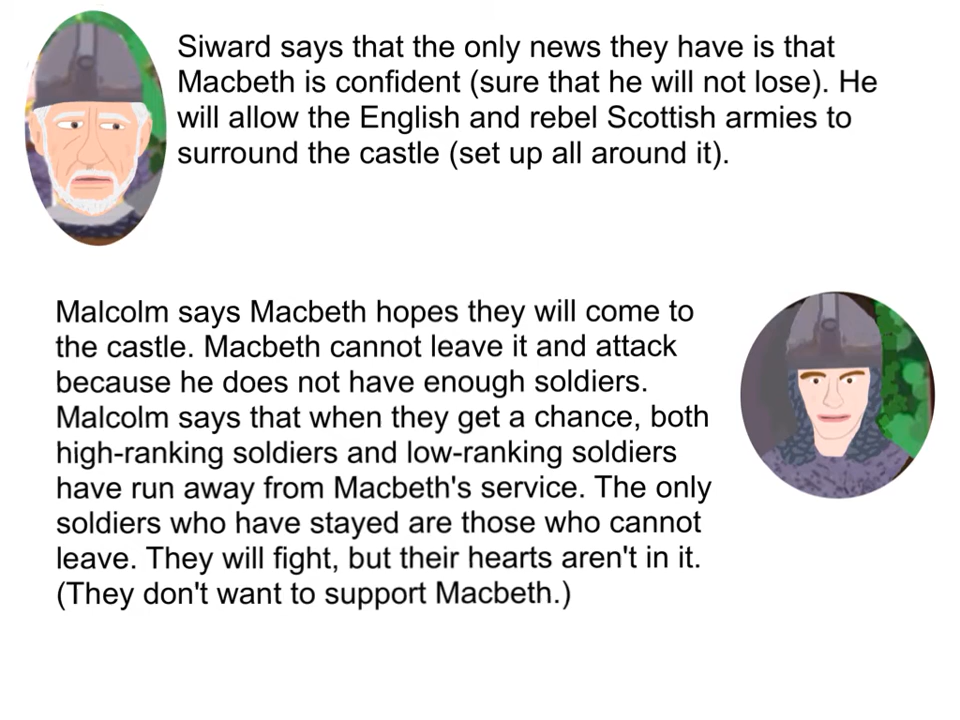 Siward says that the only news they have is that
Macbeth is confident (sure that he will not lose). He
will allow the English and rebel Scottish armies to
surround the castle (set up all around it).
Malcolm says Macbeth hopes they will come to
the castle. Macbeth cannot leave it and attack
because he does not have enough soldiers.
Malcolm says that when they get a chance, both
high-ranking soldiers and low-ranking soldiers
have run away from Macbeth's service. The only
soldiers who have stayed are those who cannot
leave. They will fight, but their hearts aren't in it.
(They don't want to support Macbeth.)